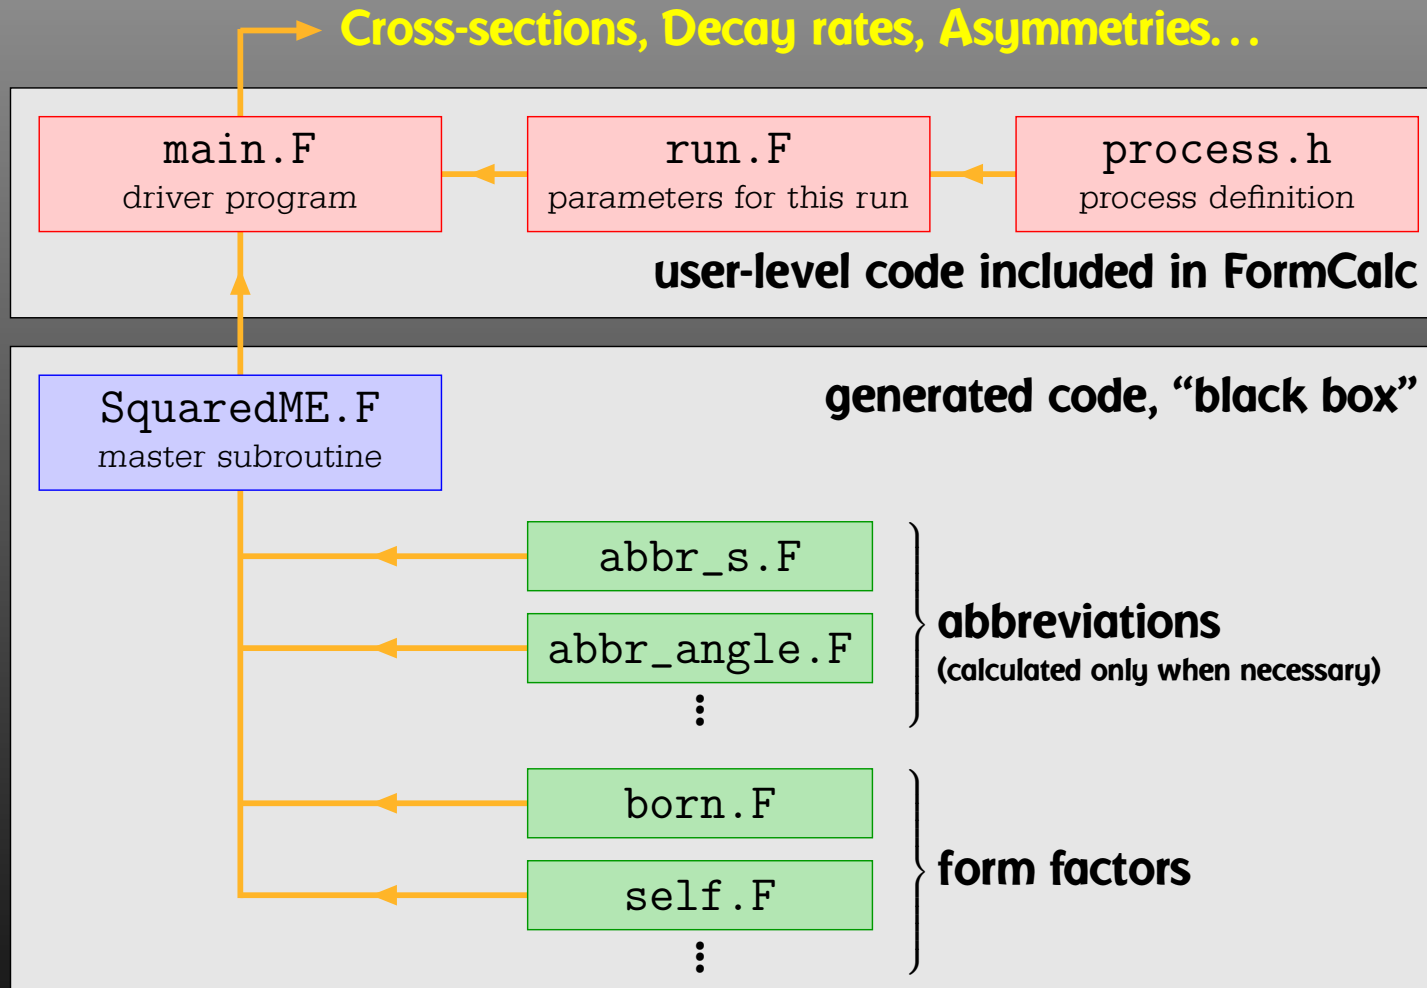 Cross-sections, Decay rates, Asymmetries...
main.F
driver program
run.F
parameters for this run
process.h
process definition
user-level code included in FormCalc
SquaredME.F
master subroutine
generated code, “black box”
abbr_s.F
abbr_angle.F
abbreviations
(calculated only when necessary)
born.F
self.F
form factors